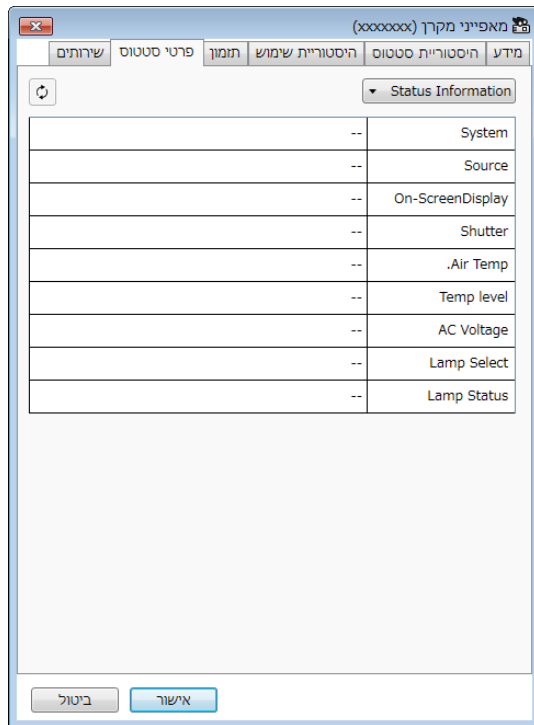 מאפייני מקרן (xxxxxxx)
מידע היסטוריית סטטוס היסטוריית שימוש תזמון פרטי סטטוס שירותים
Status Information
System --
Source --
On-ScreenDisplay --
Shutter --
.Air Temp --
Temp level --
AC Voltage --
Lamp Select --
Lamp Status --
אישור ביטול